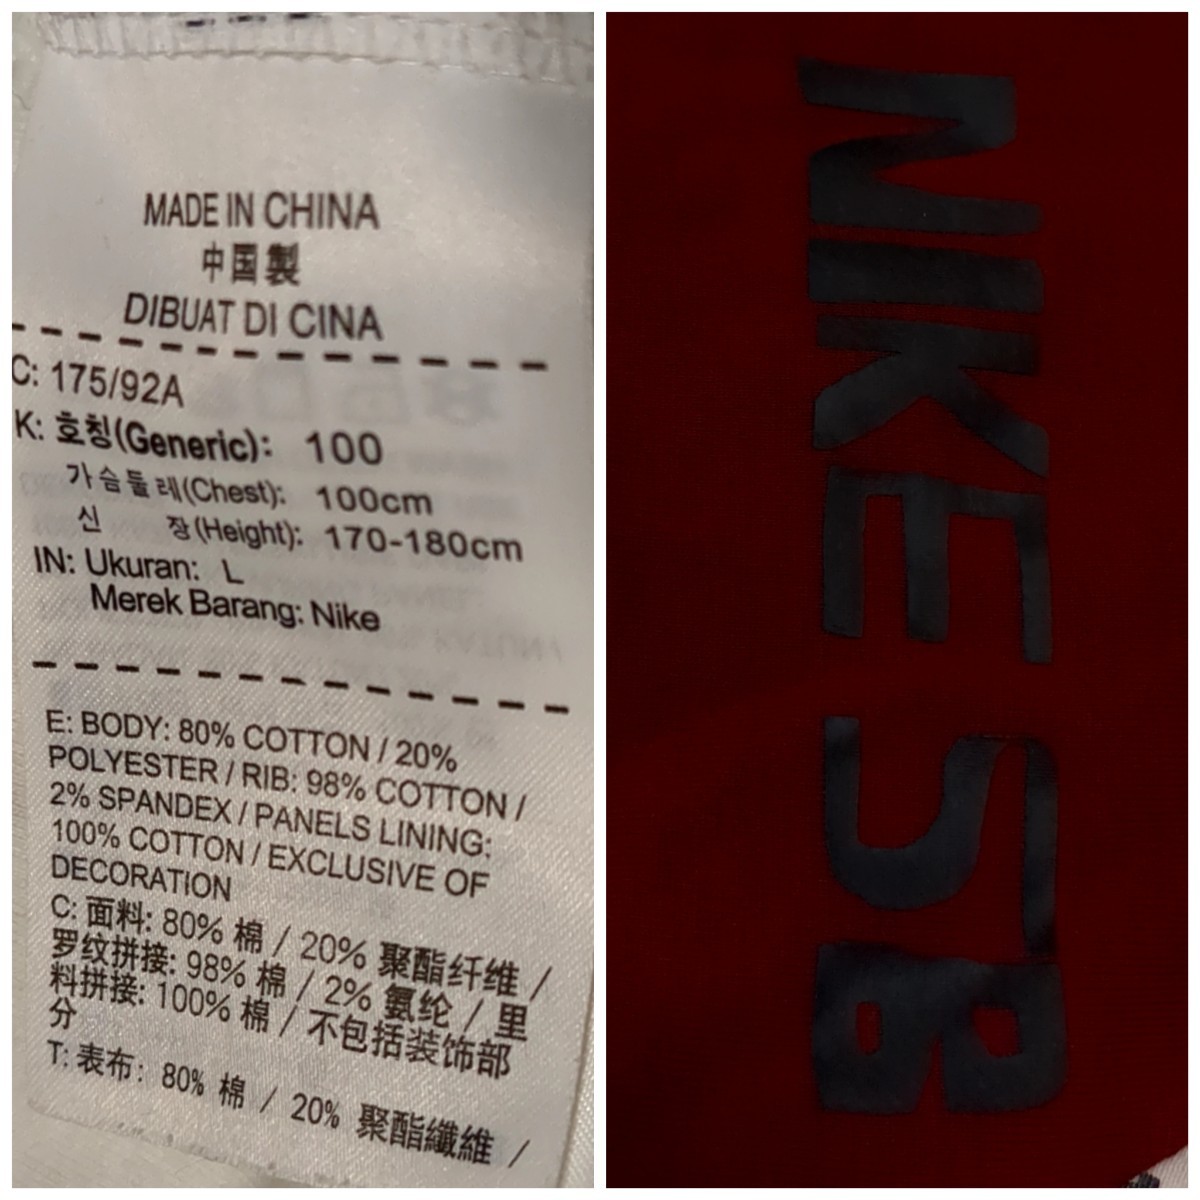 MADE IN CHINA
中国製
DIBUAT DI CINA
C: 175/92A
K: 호칭(Generic): 100
가슴둘레(Chest): 100cm
신 장(Height): 170-180cm
IN: Ukuran: L
Merek Barang: Nike
E: BODY: 80% COTTON / 20%
POLYESTER / RIB: 98% COTTON /
2% SPANDEX / PANELS LINING:
100% COTTON / EXCLUSIVE OF
DECORATION
C: 面料: 80% 棉 / 20% 聚酯纤维 /
罗纹拼接: 98% 棉 / 2% 氨纶 / 里
料拼接: 100% 棉 / 不包括装饰部
分
T: 表布: 80% 棉 / 20% 聚酯纖維 /
NIKE SB